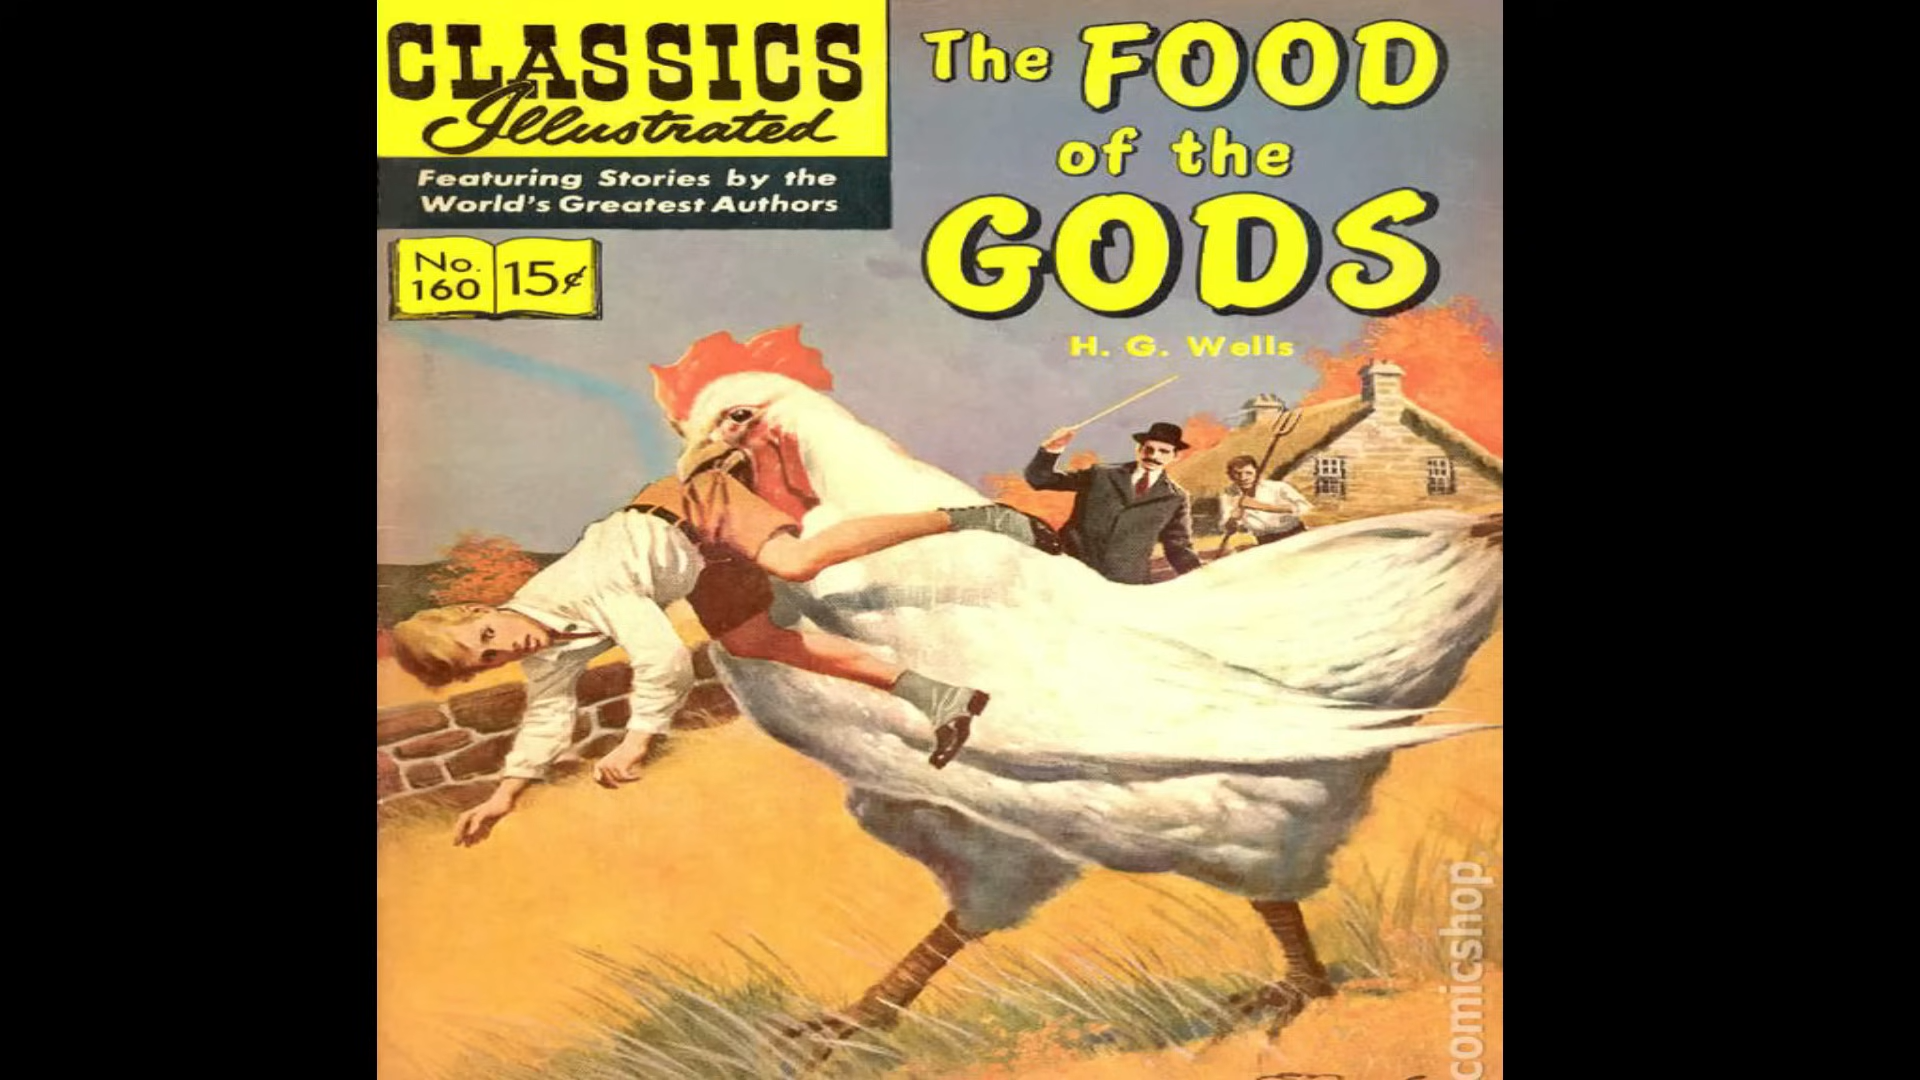 CLASSICS
Illustrated
Featuring Stories by the
World's Greatest Authors
No.
160
15¢
The FOOD
of the
GODS
H. G. Wells
comicshop